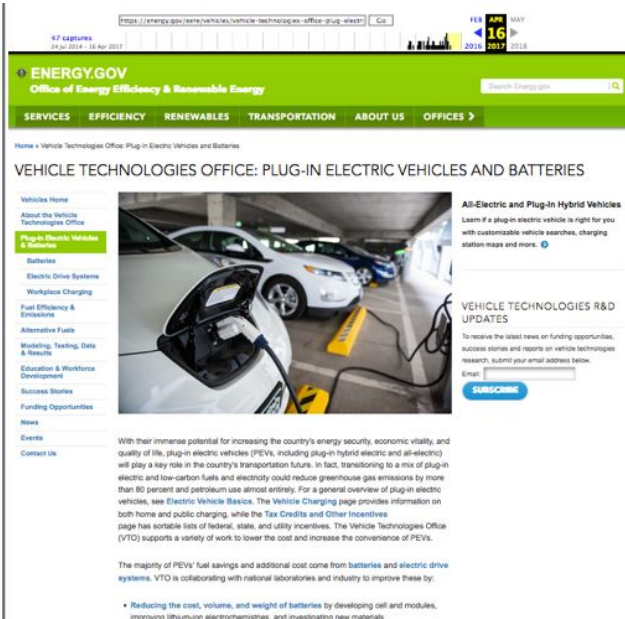 https://energy.gov/eere/vehicles/vehicle-technologies-office-plug-electri
Go
FEB APR MAY
47 captures
16
24 Jul 2014 - 16 Apr 2017
2016 2017 2018
ENERGY.GOV
Office of Energy Efficiency & Renewable Energy
Search Energy.gov
SERVICES EFFICIENCY RENEWABLES TRANSPORTATION ABOUT US OFFICES
Home » Vehicle Technologies Office: Plug-in Electric Vehicles and Batteries
VEHICLE TECHNOLOGIES OFFICE: PLUG-IN ELECTRIC VEHICLES AND BATTERIES
Vehicles Home
About the Vehicle
Technologies Office
Plug-in Electric Vehicles
& Batteries
Batteries
Electric Drive Systems
Workplace Charging
Fuel Efficiency &
Emissions
Alternative Fuels
Modeling, Testing, Data
& Results
Education & Workforce
Development
Success Stories
Funding Opportunities
News
Events
Contact Us
With their immense potential for increasing the country's energy security, economic vitality, and
quality of life, plug-in electric vehicles (PEVs, including plug-in hybrid electric and all-electric)
will play a key role in the country's transportation future. In fact, transitioning to a mix of plug-in
electric and low-carbon fuels and electricity could reduce greenhouse gas emissions by more
than 80 percent and petroleum use almost entirely. For a general overview of plug-in electric
vehicles, see Electric Vehicle Basics. The Vehicle Charging page provides information on
both home and public charging, while the Tax Credits and Other Incentives
page has sortable lists of federal, state, and utility incentives. The Vehicle Technologies Office
(VTO) supports a variety of work to lower the cost and increase the convenience of PEVs.
The majority of PEVs' fuel savings and additional cost come from batteries and electric drive
systems. VTO is collaborating with national laboratories and industry to improve these by:
• Reducing the cost, volume, and weight of batteries by developing cell and modules,
improving lithium-ion electrochemistries, and investigating new materials
All-Electric and Plug-In Hybrid Vehicles
Learn if a plug-in electric vehicle is right for you
with customizable vehicle searches, charging
station maps and more.
VEHICLE TECHNOLOGIES R&D
UPDATES
To receive the latest news on funding opportunities,
success stories and reports on vehicle technologies
research, submit your email address below.
Email:
SUBSCRIBE